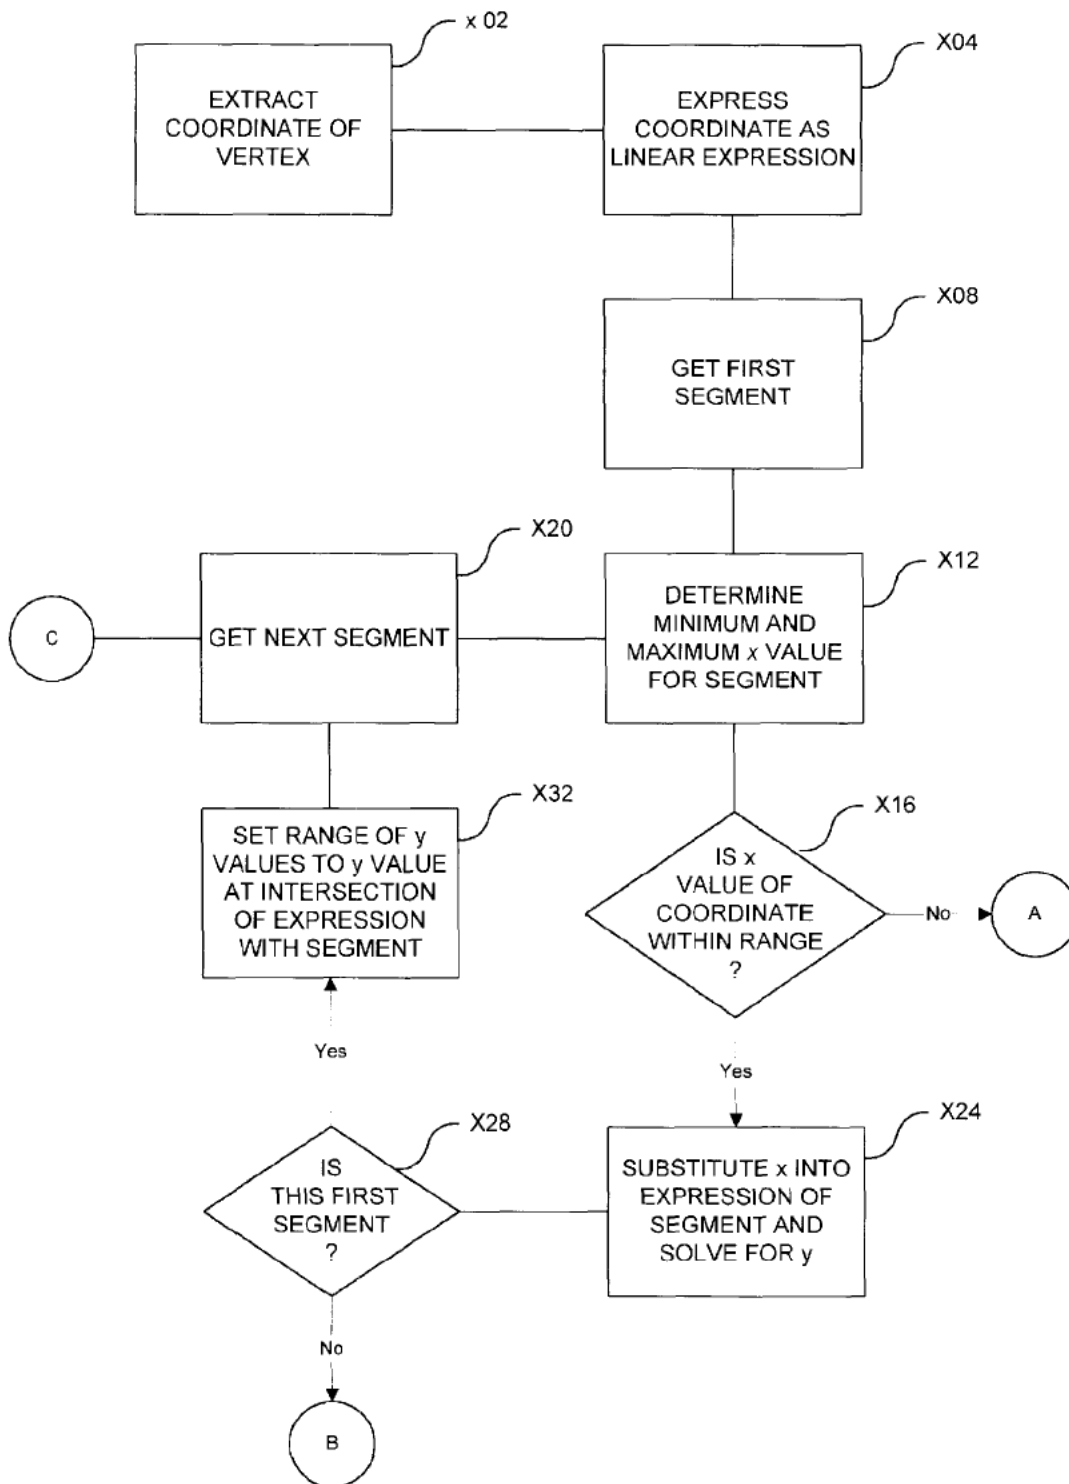 x 02
EXTRACT
COORDINATE OF
VERTEX
X04
EXPRESS
COORDINATE AS
LINEAR EXPRESSION
X08
GET FIRST
SEGMENT
X20
GET NEXT SEGMENT
C
X12
DETERMINE
MINIMUM AND
MAXIMUM x VALUE
FOR SEGMENT
X32
SET RANGE OF y
VALUES TO y VALUE
AT INTERSECTION
OF EXPRESSION
WITH SEGMENT
X16
IS x
VALUE OF
COORDINATE
WITHIN RANGE
?
No
A
Yes
Yes
X28
IS
THIS FIRST
SEGMENT
?
X24
SUBSTITUTE x INTO
EXPRESSION OF
SEGMENT AND
SOLVE FOR y
No
B